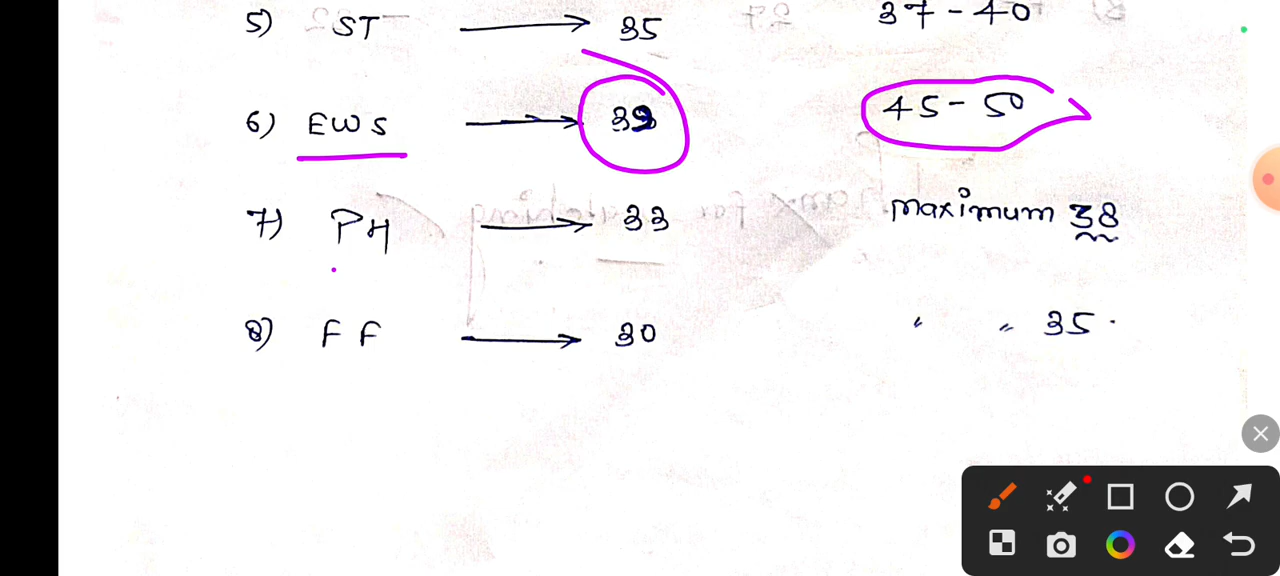 5) ST → 35 37 - 40
6) EWS → 39 45 - 50
7) PH → 33 maximum 38
8) FF → 30 " " 35.